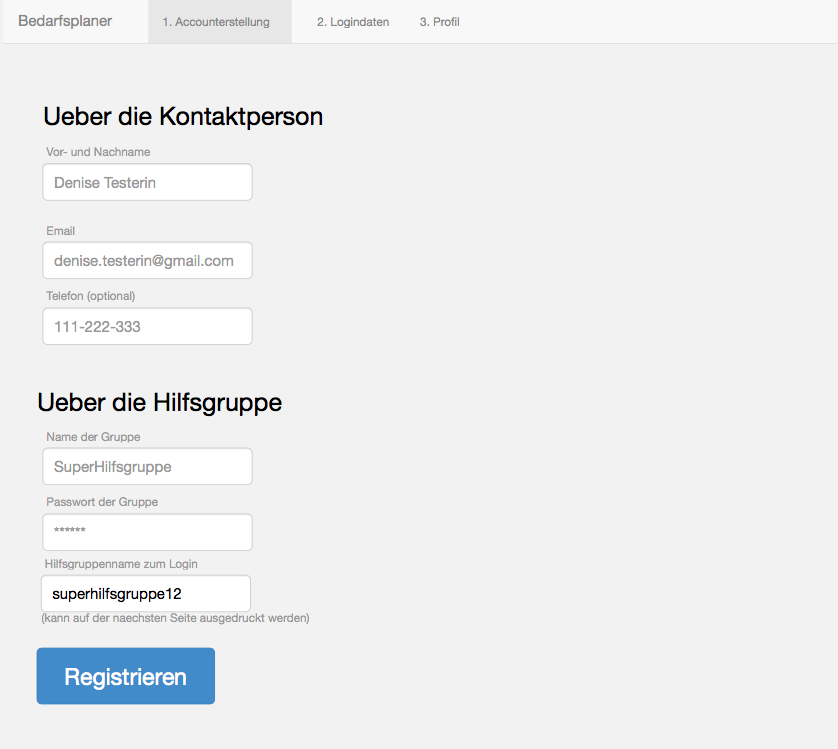 Bedarfsplaner 1. Accounterstellung 2. Logindaten 3. Profil
Ueber die Kontaktperson
Vor- und Nachname
Denise Testerin
Email
denise.testerin@gmail.com
Telefon (optional)
111-222-333
Ueber die Hilfsgruppe
Name der Gruppe
SuperHilfsgruppe
Passwort der Gruppe
******
Hilfsgruppenname zum Login
superhilfsgruppe12
(kann auf der naechsten Seite ausgedruckt werden)
Registrieren